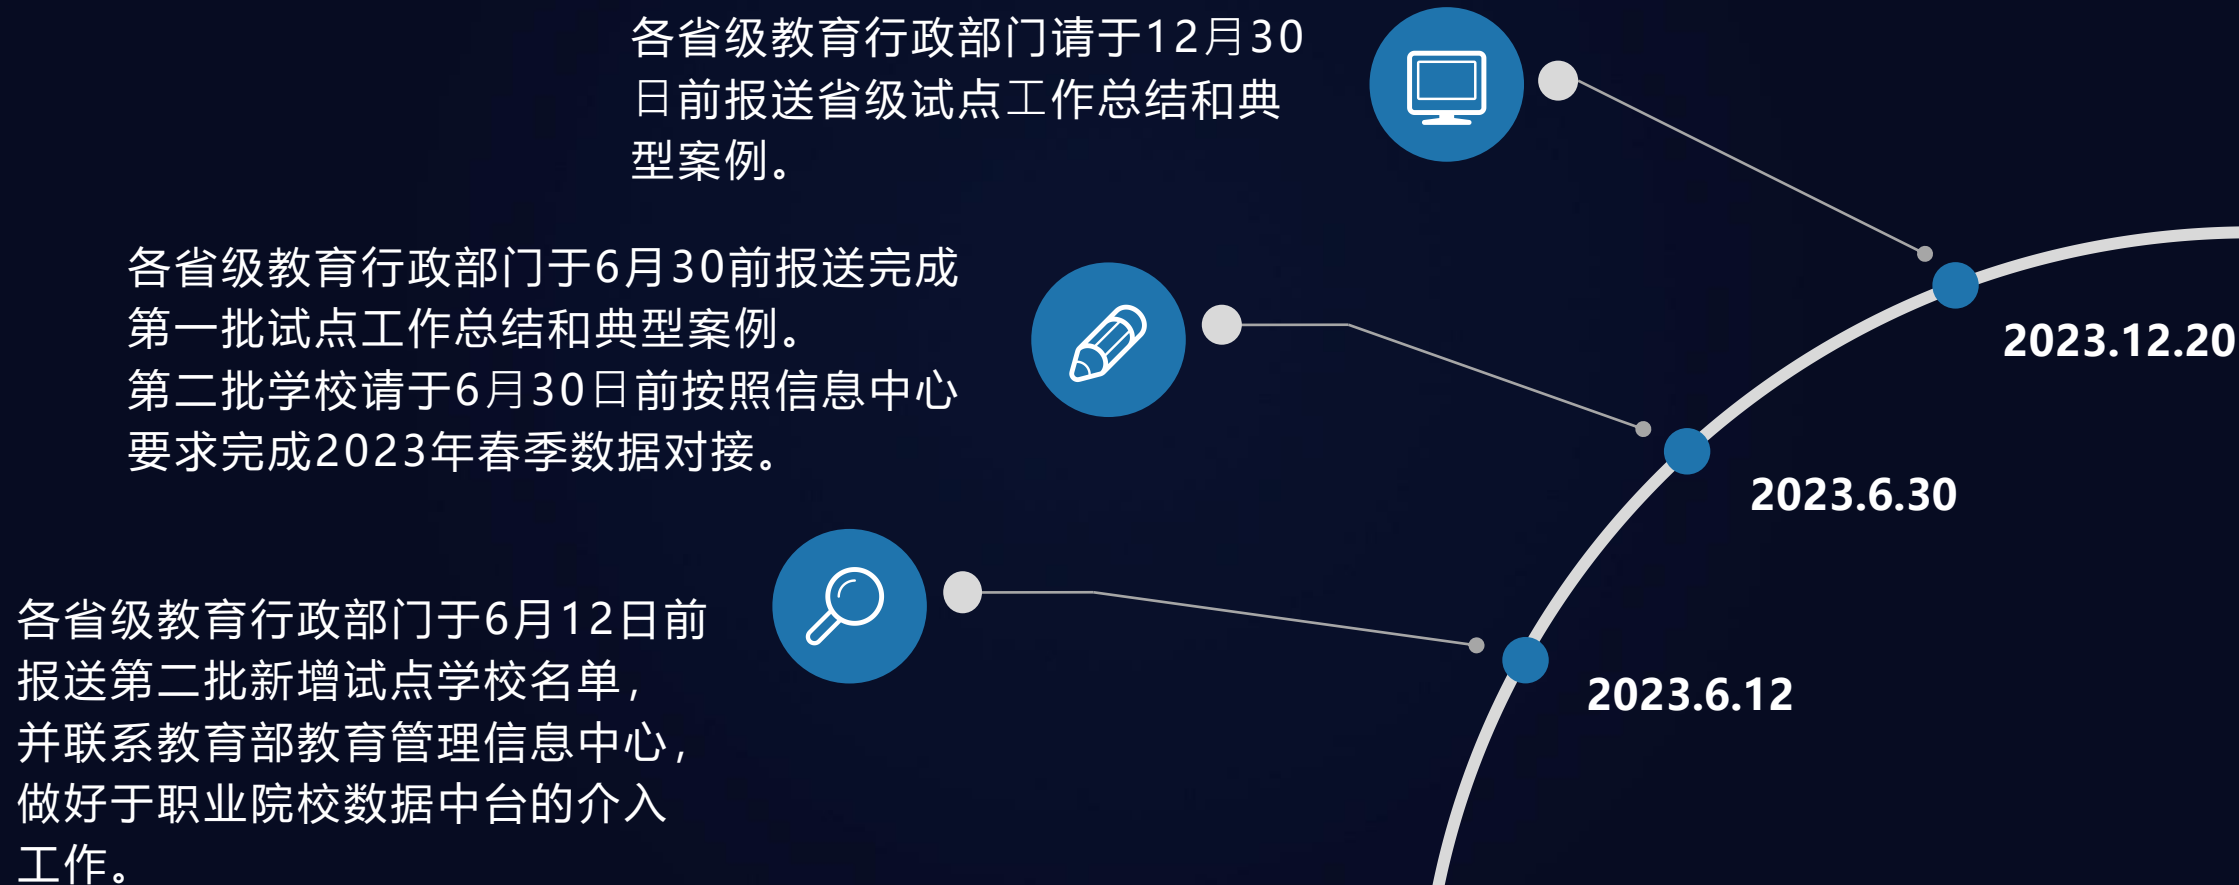 各省级教育行政部门请于12月30
日前报送省级试点工作总结和典
型案例。
2023.12.20
各省级教育行政部门于6月30前报送完成
第一批试点工作总结和典型案例。
第二批学校请于6月30日前按照信息中心
要求完成2023年春季数据对接。
2023.6.30
各省级教育行政部门于6月12日前
报送第二批新增试点学校名单，
并联系教育部教育管理信息中心，
做好于职业院校数据中台的介入
工作。
2023.6.12